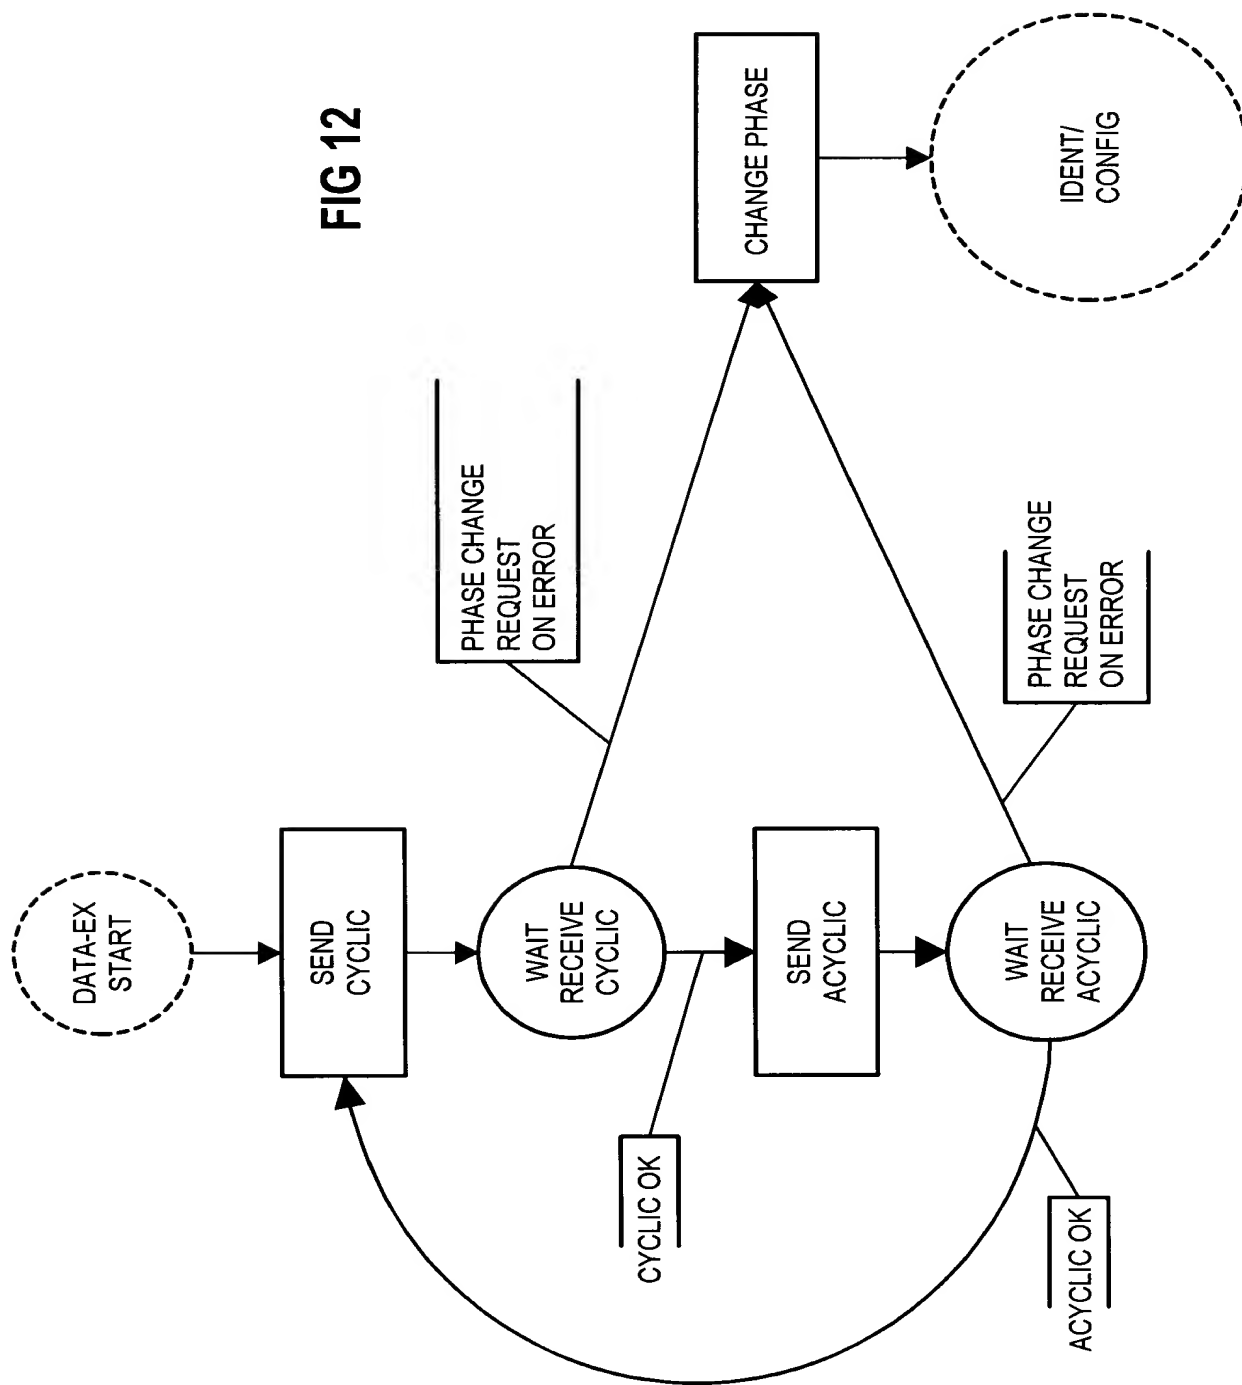 FIG 12
DATA-EX
START
SEND
CYCLIC
WAIT
RECEIVE
CYCLIC
CYCLIC OK
SEND
ACYCLIC
WAIT
RECEIVE
ACYCLIC
ACYCLIC OK
PHASE CHANGE
REQUEST
ON ERROR
PHASE CHANGE
REQUEST
ON ERROR
CHANGE PHASE
IDENT/
CONFIG